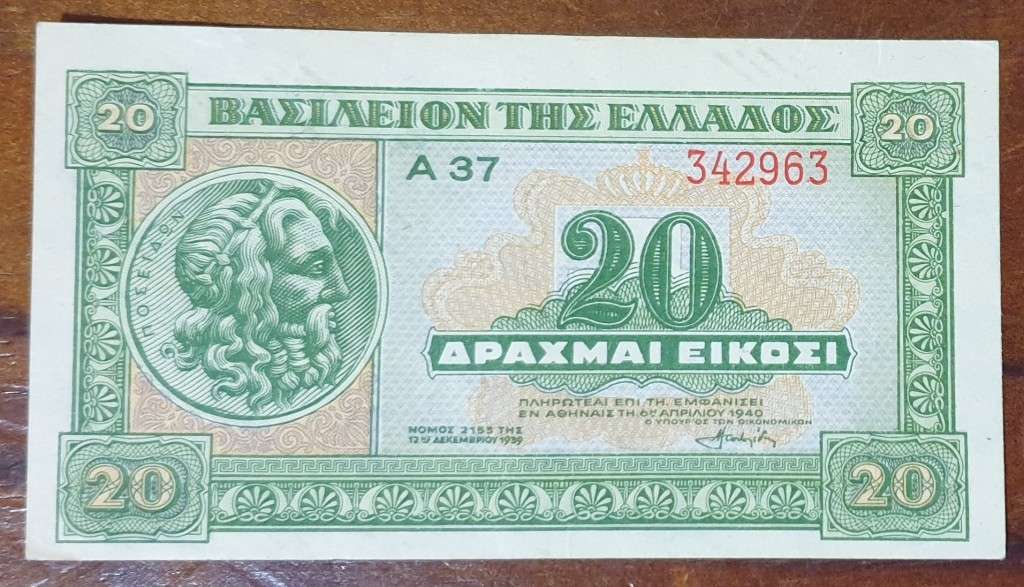 20 ΒΑΣΙΛΕΙΟΝ ΤΗΣ ΕΛΛΑΔΟΣ 20
Α 37 342963
ΠΟΣΕΙΔΩΝ
20
ΔΡΑΧΜΑΙ ΕΙΚΟΣΙ
ΠΛΗΡΩΤΕΑΙ ΕΠΙ ΤΗ. ΕΜΦΑΝΙΣΕΙ
ΕΝ ΑΘΗΝΑΙΣ ΤΗ 6ῃ ΑΠΡΙΛΙΟΥ 1940
Ο ΥΠΟΥΡΓΟΣ ΤΩΝ ΟΙΚΟΝΟΜΙΚΩΝ
ΝΟΜΟΣ 2155 ΤΗΣ
12ης ΔΕΚΕΜΒΡΙΟΥ 1939
20 20